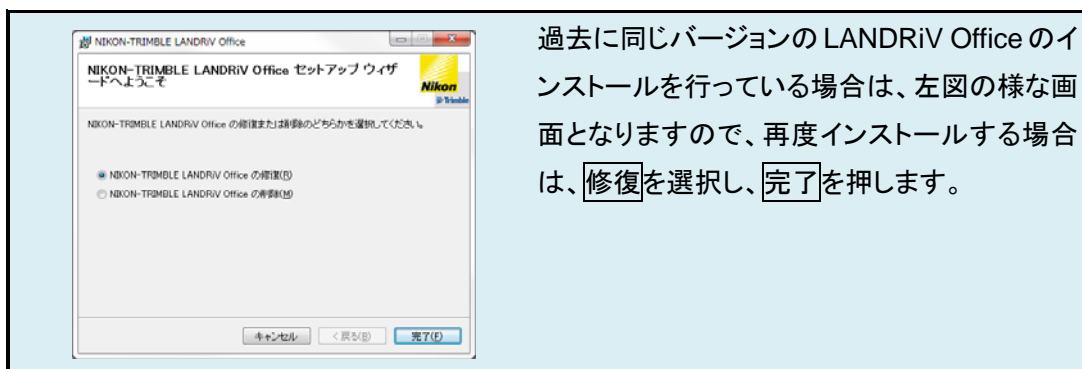 NIKON-TRIMBLE LANDRiV Office
NIKON-TRIMBLE LANDRiV Office セットアップ ウィザ
ードへようこそ
Nikon
Trimble
NIKON-TRIMBLE LANDRiV Office の修復または削除のどちらかを選択してください。
NIKON-TRIMBLE LANDRiV Office の修復(R)
NIKON-TRIMBLE LANDRiV Office の削除(M)
キャンセル
< 戻る(B)
完了(F)
過去に同じバージョンの LANDRiV Office のイ
ンストールを行っている場合は、左図の様な画
面となりますので、再度インストールする場合
は、修復を選択し、完了を押します。